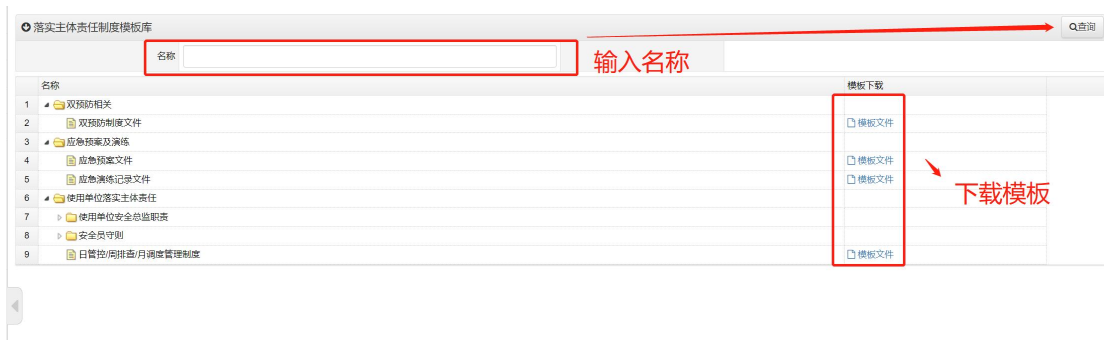 落实主体责任制度模板库
查询
名称
输入名称
名称 模板下载
1 双预防相关
2 双预防制度文件 模板文件
3 应急预案及演练
4 应急预案文件 模板文件
5 应急演练记录文件 模板文件
下载模板
6 使用单位落实主体责任
7 使用单位安全总监职责
8 安全员守则
9 日管控/周排查/月调度管理制度 模板文件